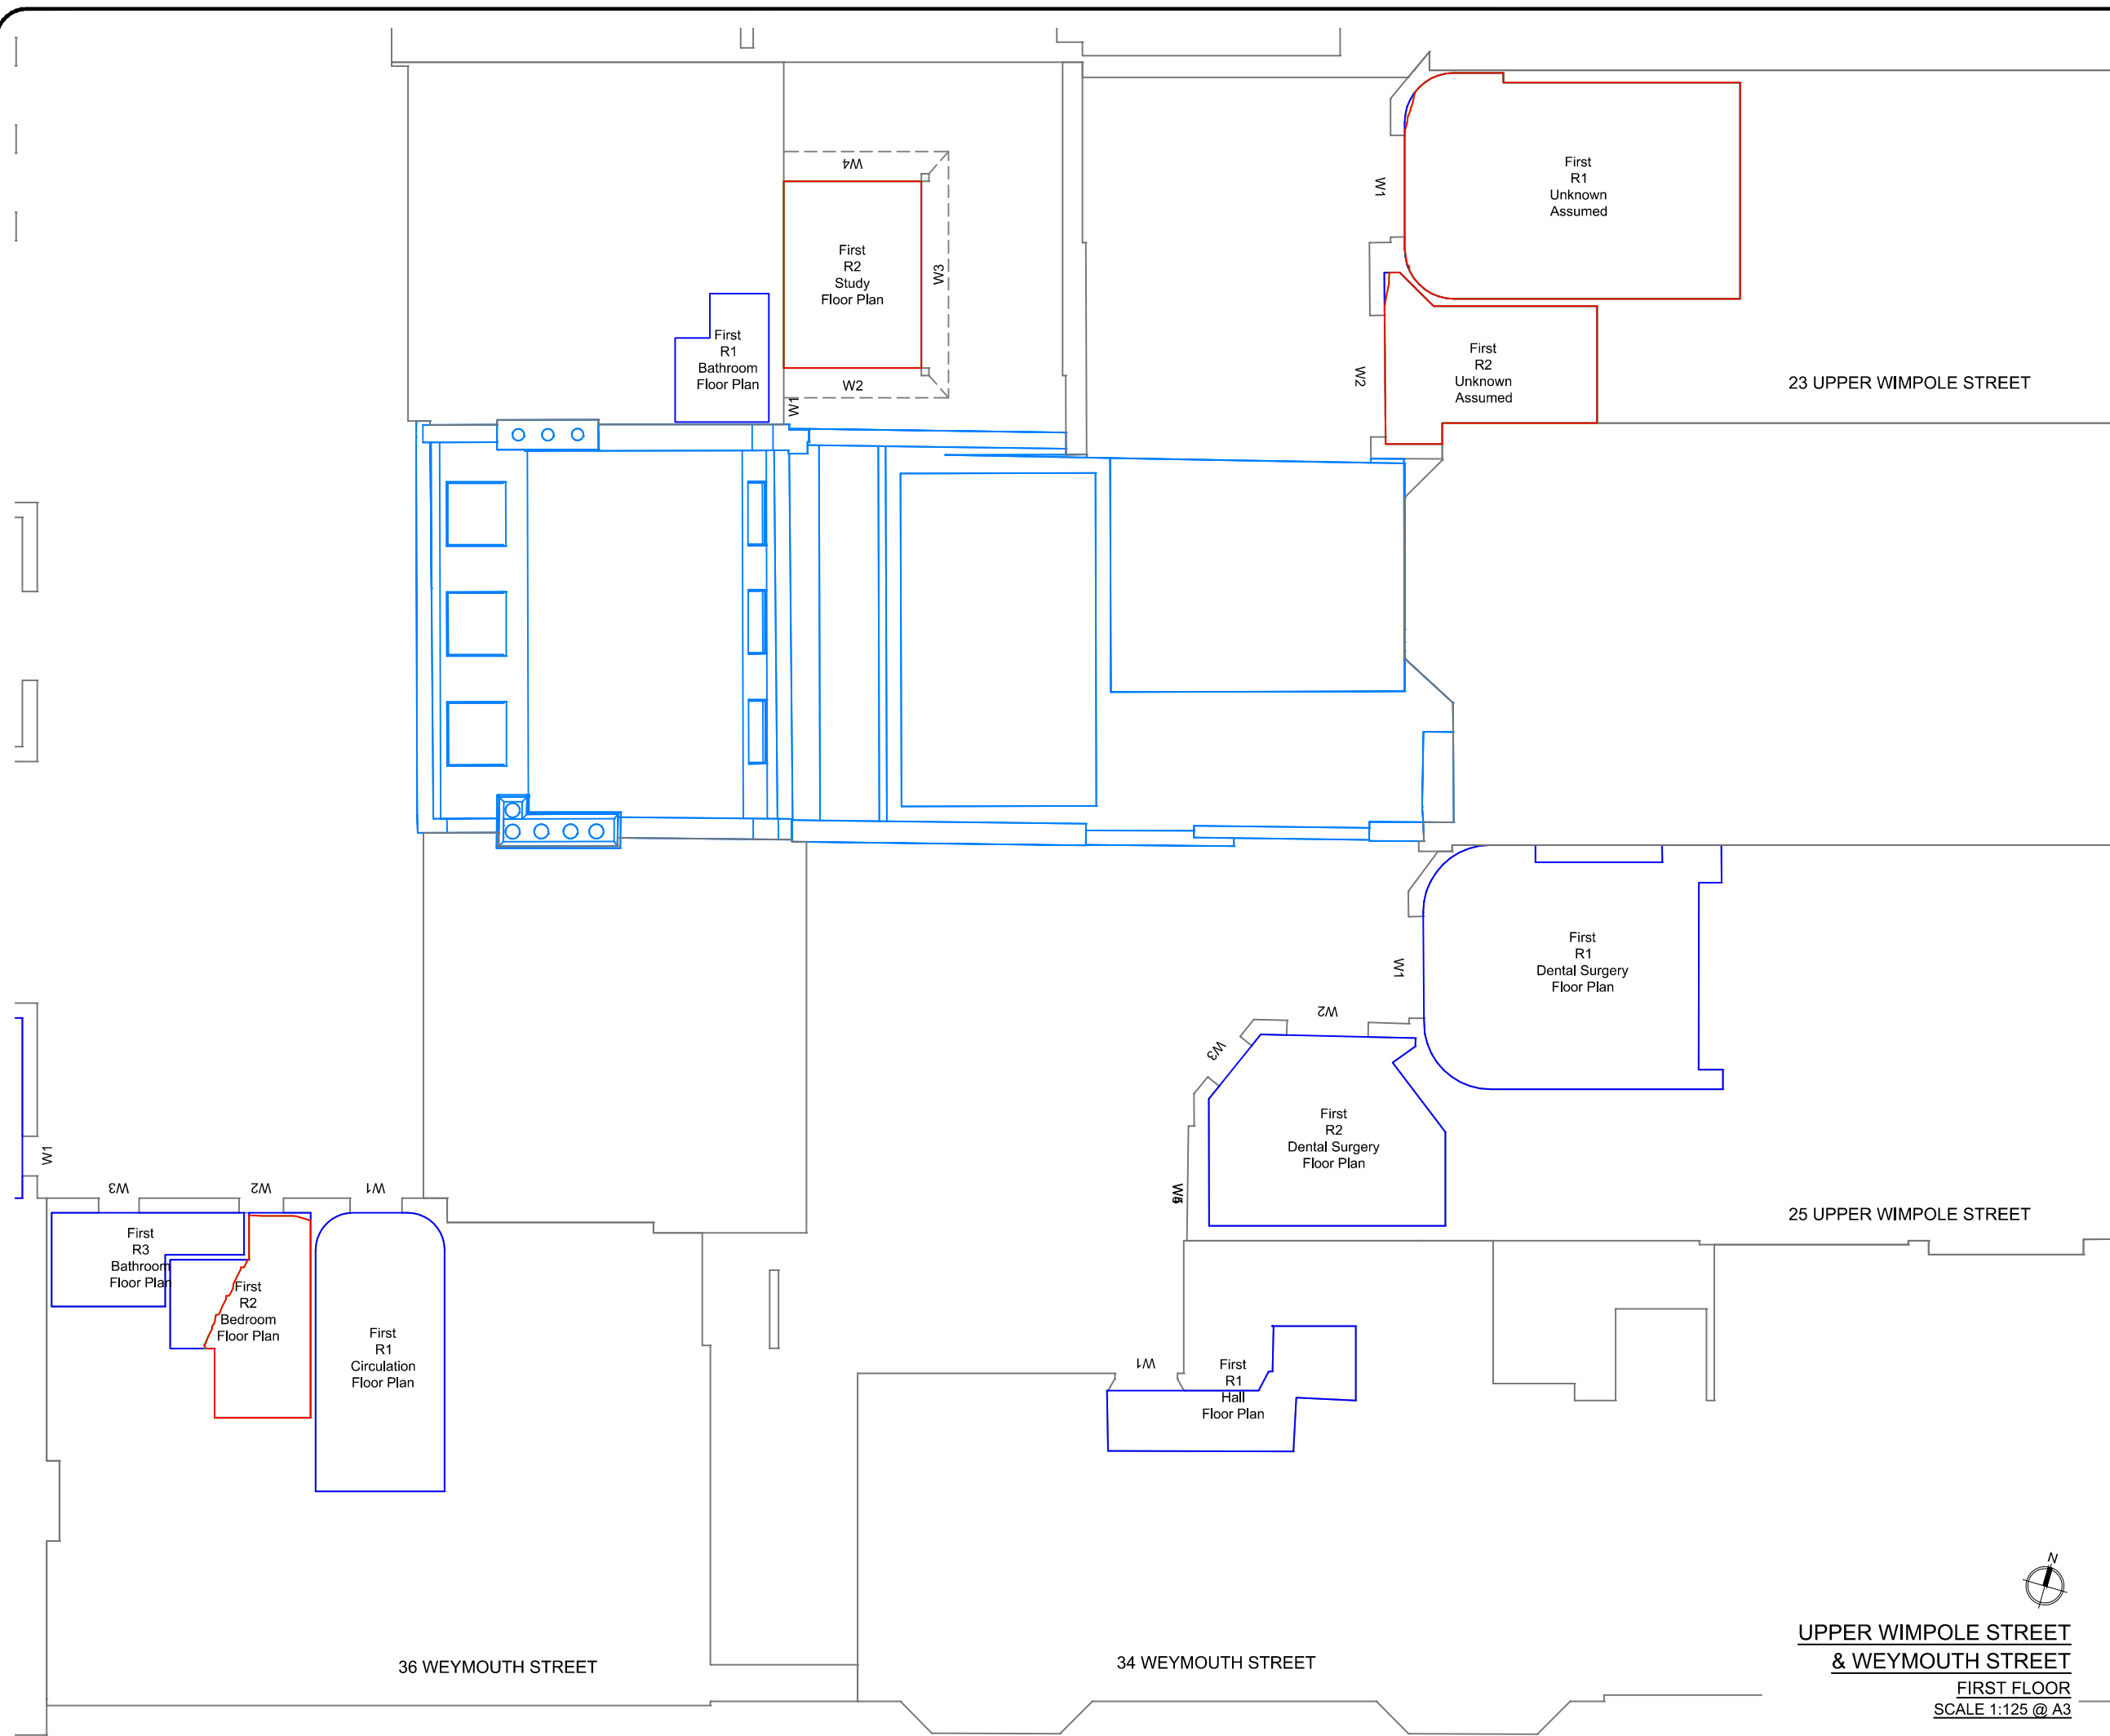 W4
First
R2
Study
Floor Plan
W3
W2
W1
First
R1
Bathroom
Floor Plan
W1
First
R1
Unknown
Assumed
W2
First
R2
Unknown
Assumed
23 UPPER WIMPOLE STREET
W1
First
R1
Dental Surgery
Floor Plan
W2
W3
First
R2
Dental Surgery
Floor Plan
25 UPPER WIMPOLE STREET
W1
W3
W2
W1
First
R3
Bathroom
Floor Plan
First
R2
Bedroom
Floor Plan
First
R1
Circulation
Floor Plan
W1
First
R1
Hall
Floor Plan
36 WEYMOUTH STREET
34 WEYMOUTH STREET
N
UPPER WIMPOLE STREET
& WEYMOUTH STREET
FIRST FLOOR
SCALE 1:125 @ A3